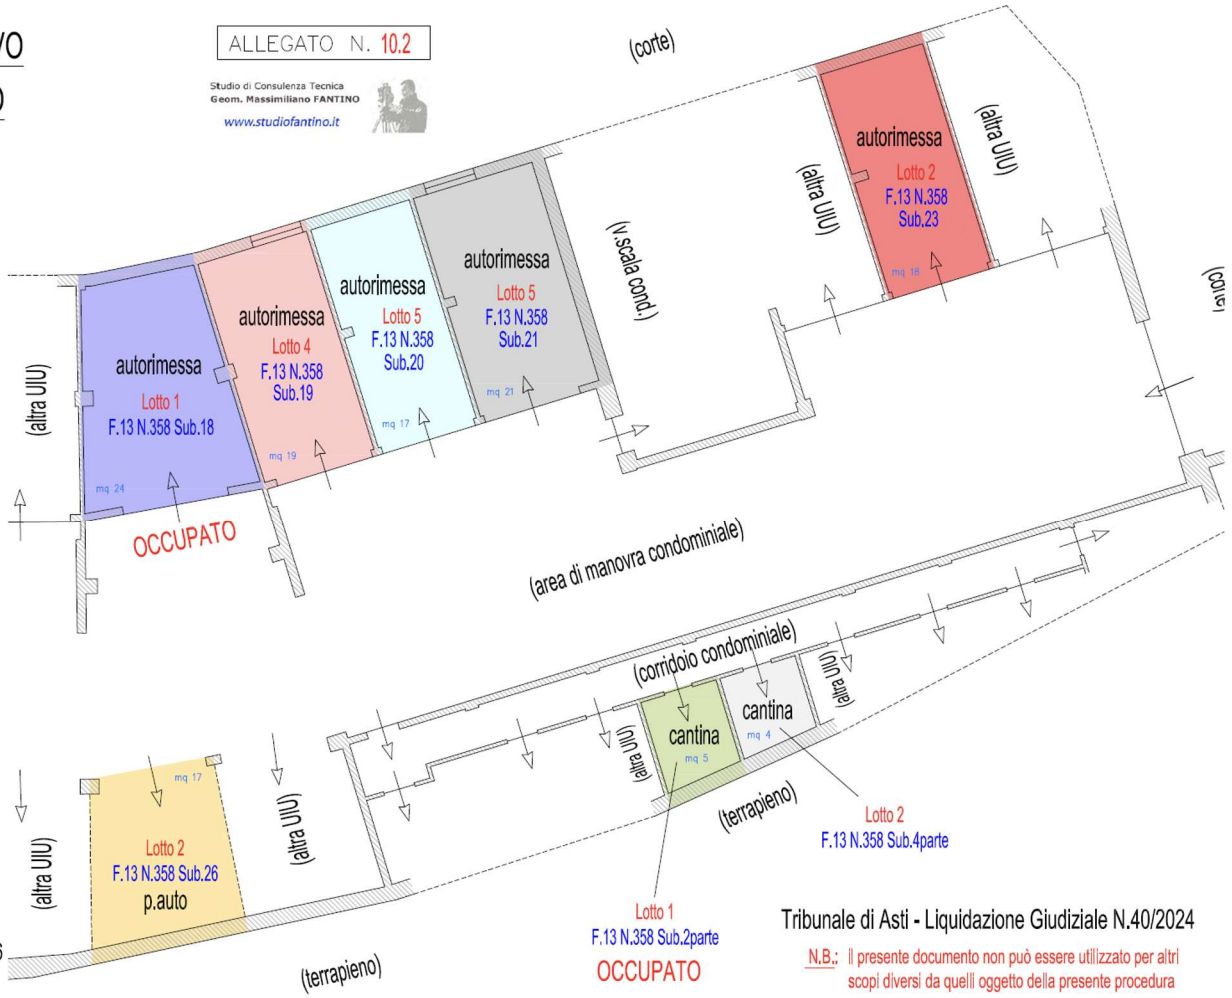 VO
ALLEGATO N. 10.2
Studio di Consulenza Tecnica
Geom. Massimiliano FANTINO
www.studiofantino.it
(corte)
autorimessa
Lotto 2
F.13 N.358
Sub.23
mq 18
(altra UIU)
(altra UIU)
(v.scala cond.)
(corte)
autorimessa
Lotto 5
F.13 N.358
Sub.21
mq 21
autorimessa
Lotto 5
F.13 N.358
Sub.20
mq 17
autorimessa
Lotto 4
F.13 N.358
Sub.19
mq 19
autorimessa
Lotto 1
F.13 N.358 Sub.18
mq 24
(altra UIU)
OCCUPATO
(area di manovra condominiale)
(corridoio condominiale)
(altra UIU)
cantina
mq 5
cantina
mq 4
(altra UIU)
(terrapieno)
Lotto 2
F.13 N.358 Sub.4parte
Lotto 1
F.13 N.358 Sub.2parte
OCCUPATO
mq 17
Lotto 2
F.13 N.358 Sub.26
p.auto
(altra UIU)
(altra UIU)
(terrapieno)
6
Tribunale di Asti - Liquidazione Giudiziale N.40/2024
N.B.: il presente documento non può essere utilizzato per altri
scopi diversi da quelli oggetto della presente procedura